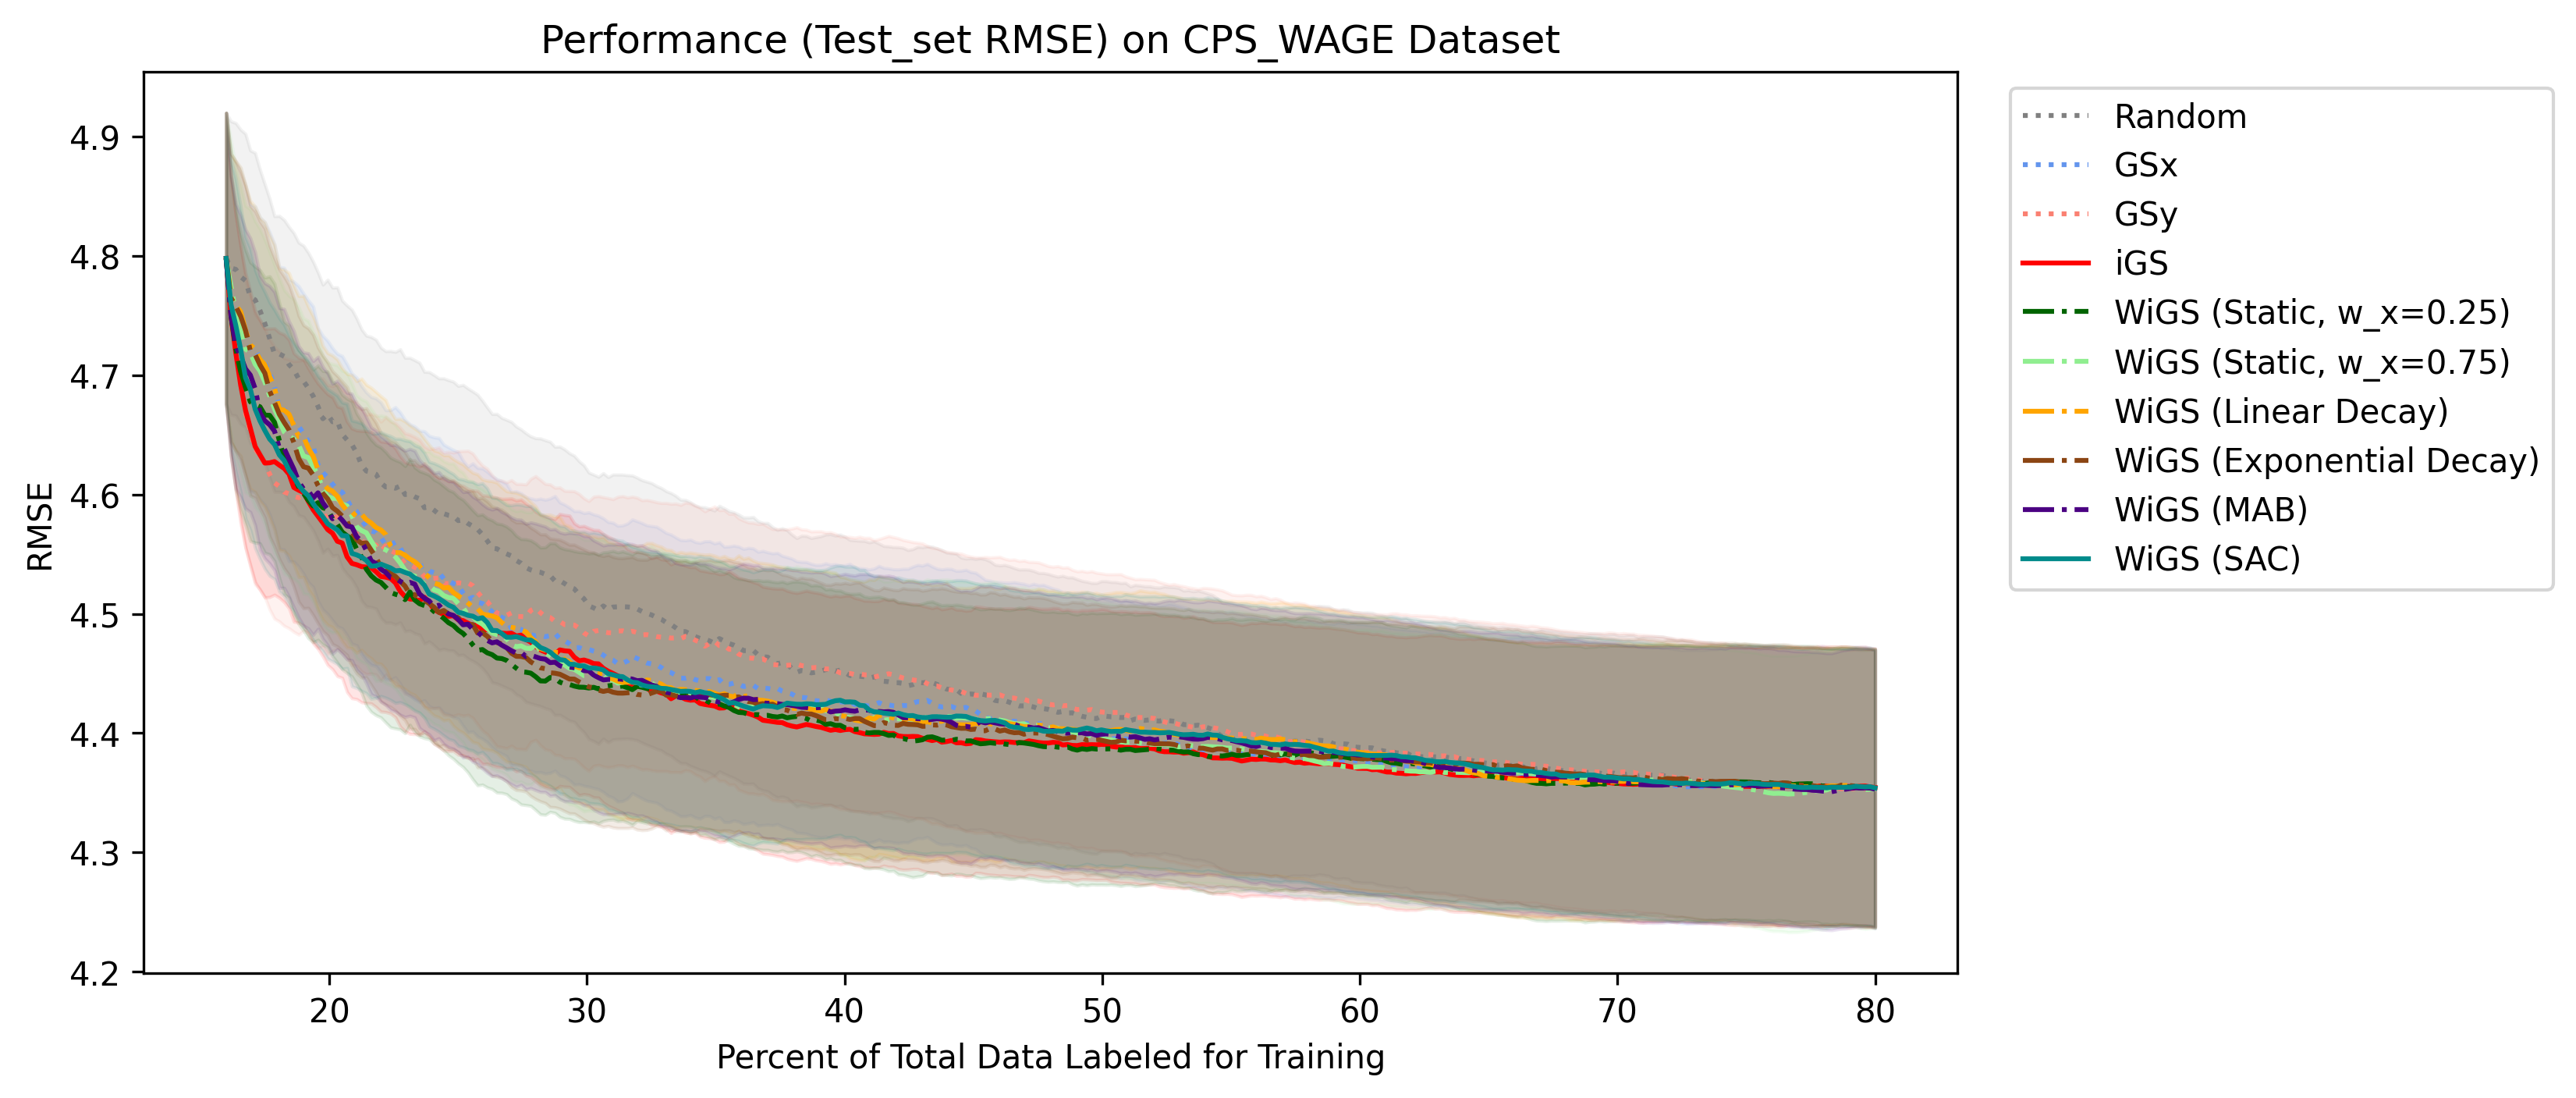 Performance (Test_set RMSE) on CPS_WAGE Dataset
RMSE
4.9
4.8
4.7
4.6
4.5
4.4
4.3
4.2
20 30 40 50 60 70 80
Percent of Total Data Labeled for Training
Random
GSx
GSy
iGS
WiGS (Static, w_x=0.25)
WiGS (Static, w_x=0.75)
WiGS (Linear Decay)
WiGS (Exponential Decay)
WiGS (MAB)
WiGS (SAC)